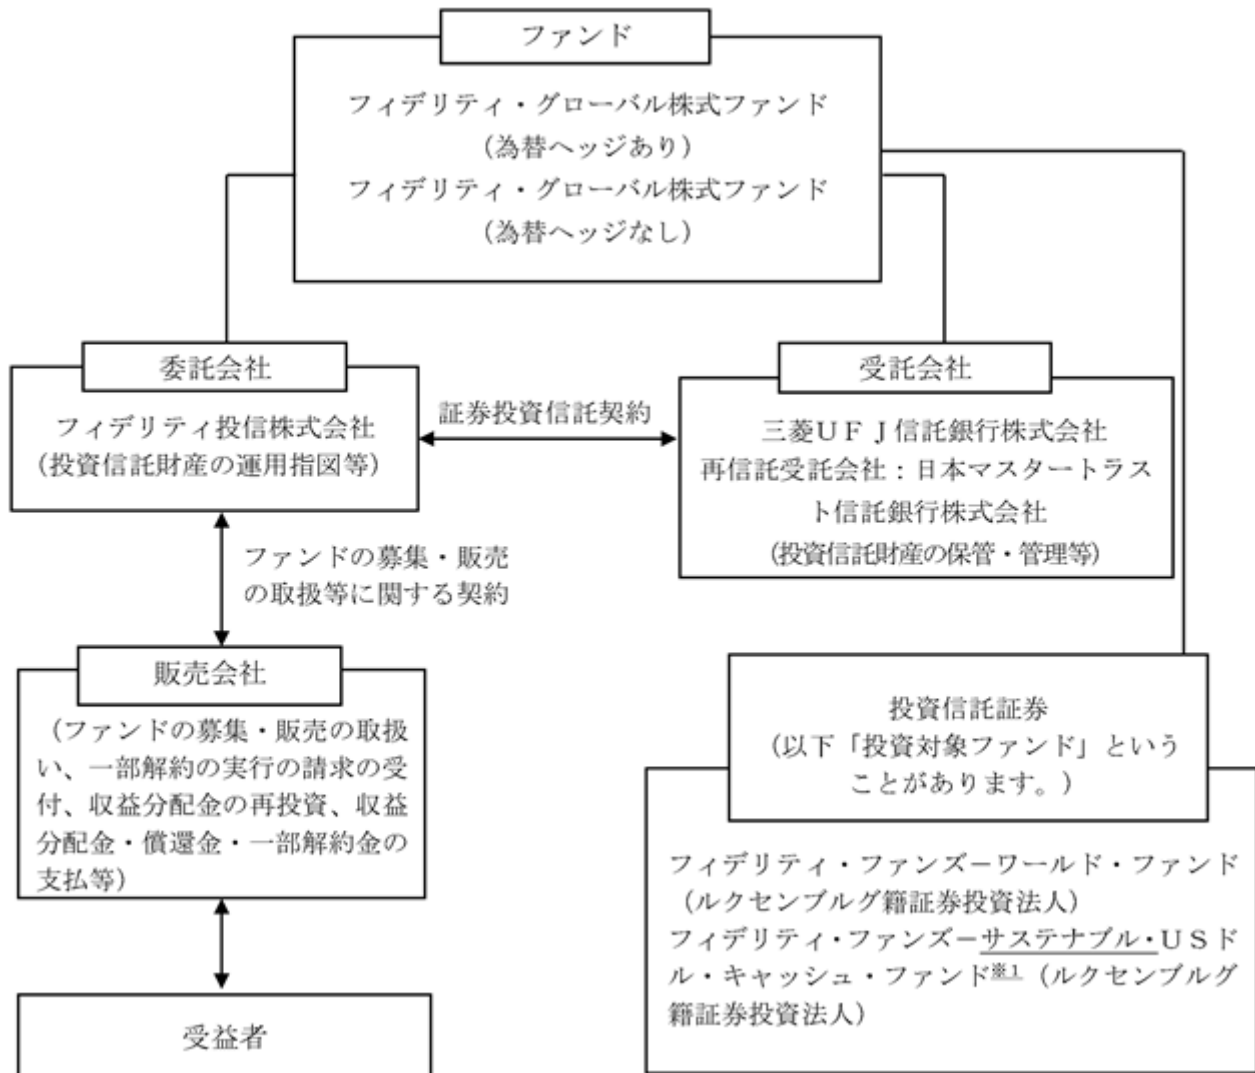 ファンド
フィデリティ・グローバル株式ファンド
（為替ヘッジあり）
フィデリティ・グローバル株式ファンド
（為替ヘッジなし）
委託会社
フィデリティ投信株式会社
（投資信託財産の運用指図等）
証券投資信託契約
受託会社
三菱ＵＦＪ信託銀行株式会社
再信託受託会社：日本マスタートラス
ト信託銀行株式会社
（投資信託財産の保管・管理等）
ファンドの募集・販売
の取扱等に関する契約
販売会社
（ファンドの募集・販売の取扱
い、一部解約の実行の請求の受
付、収益分配金の再投資、収益
分配金・償還金・一部解約金の
支払等）
受益者
投資信託証券
（以下「投資対象ファンド」という
ことがあります。）
フィデリティ・ファンズ－ワールド・ファンド
（ルクセンブルグ籍証券投資法人）
フィデリティ・ファンズ－サステナブル・ＵＳド
ル・キャッシュ・ファンド※１（ルクセンブルグ
籍証券投資法人）